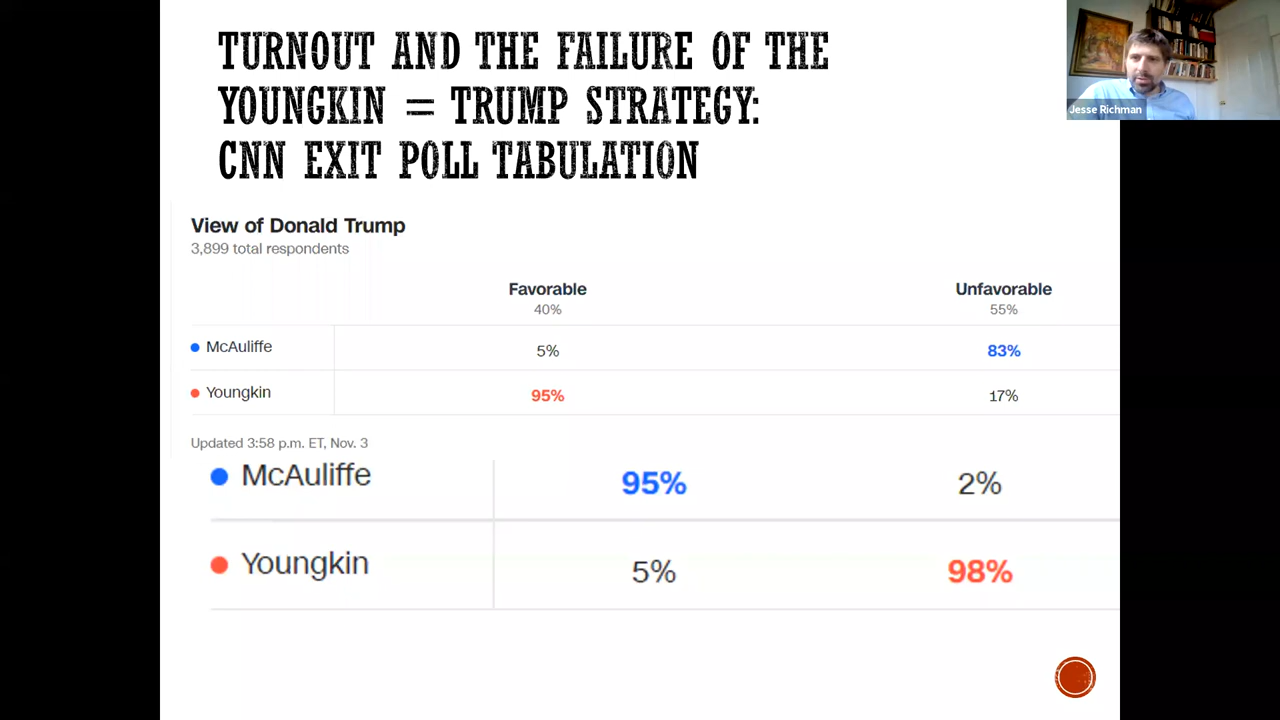 TURNOUT AND THE FAILURE OF THE
YOUNGKIN = TRUMP STRATEGY:
CNN EXIT POLL TABULATION
Jesse Richman
View of Donald Trump
3,899 total respondents
Favorable Unfavorable
40% 55%
McAuliffe 5% 83%
Youngkin 95% 17%
Updated 3:58 p.m. ET, Nov. 3
McAuliffe 95% 2%
Youngkin 5% 98%